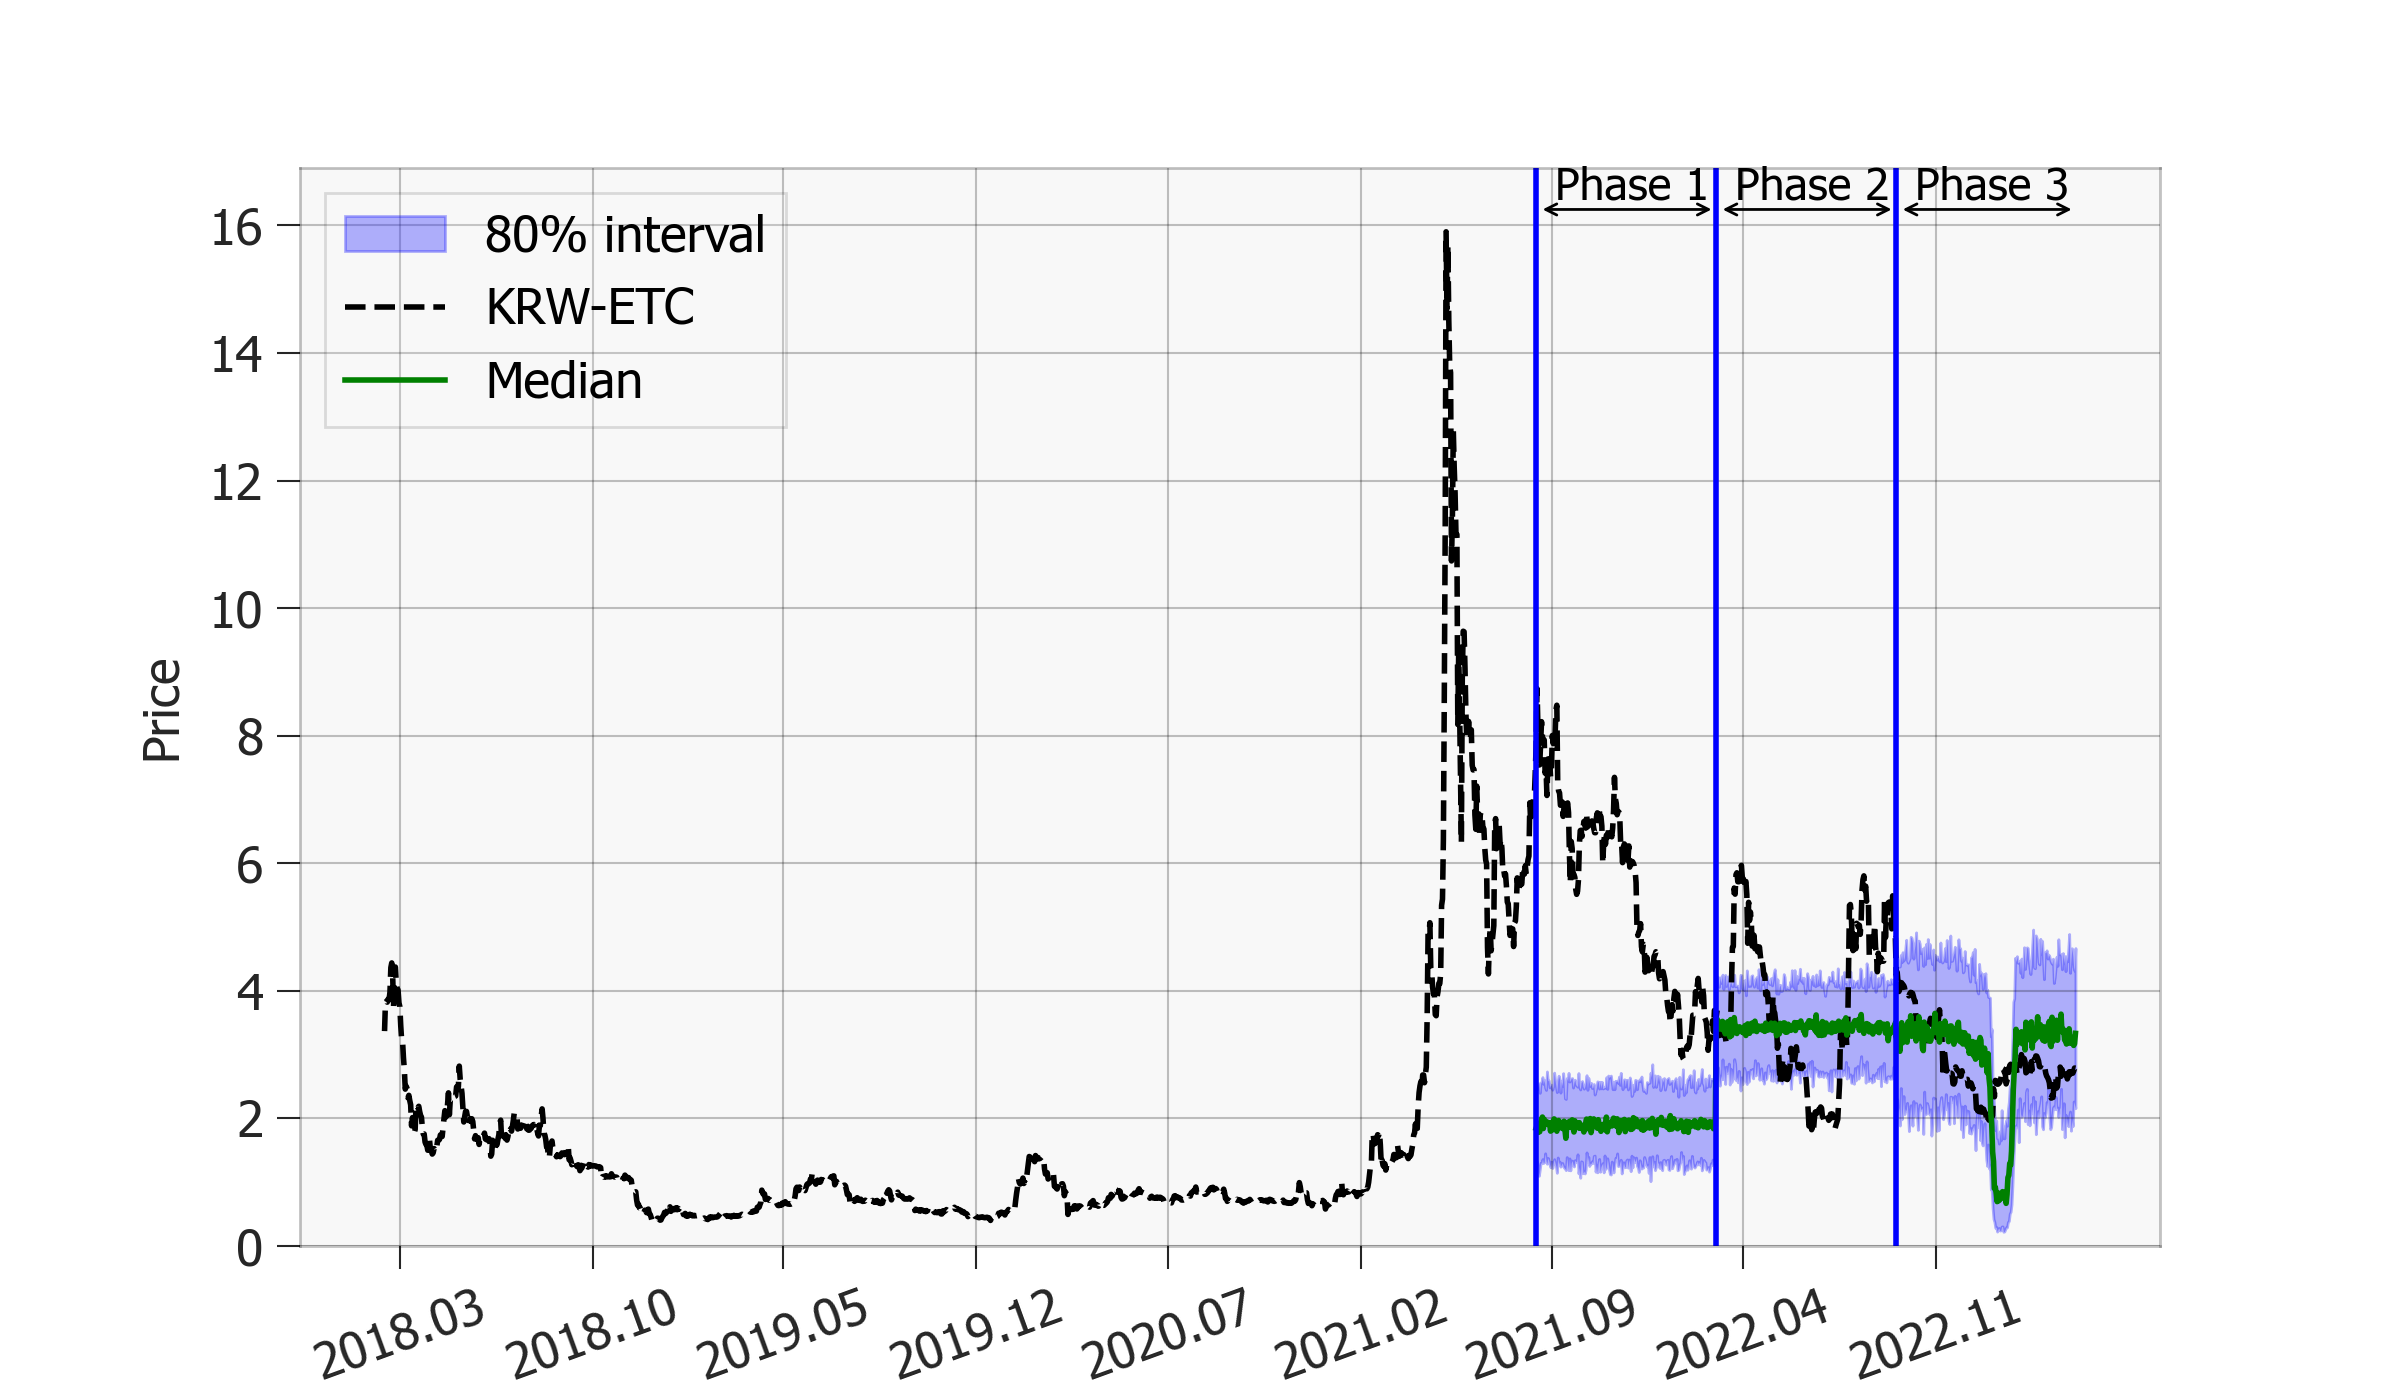 Phase 1
Phase 2
Phase 3
80% interval
KRW-ETC
Median
Price
16
14
12
10
8
6
4
2
0
2018.03
2018.10
2019.05
2019.12
2020.07
2021.02
2021.09
2022.04
2022.11